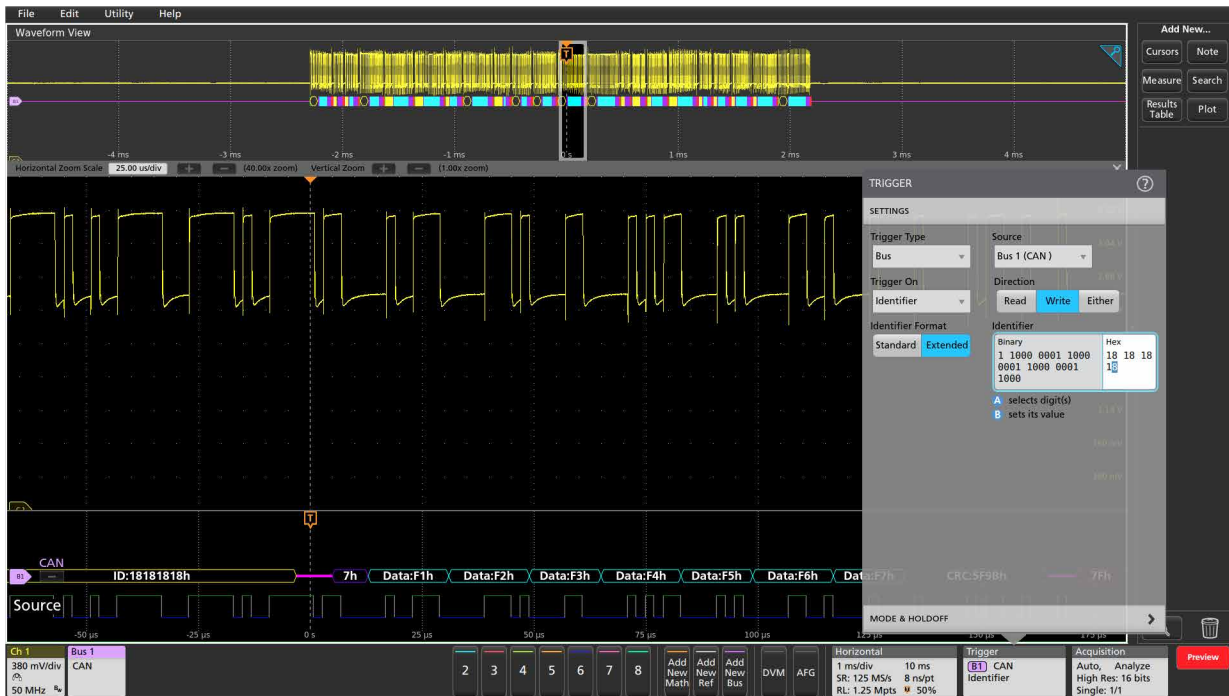 File Edit Utility Help
Waveform View
Add New...
Cursors Note
Measure Search
Results Table Plot
T
B1
-4 ms -3 ms -2 ms -1 ms 0 s 1 ms 2 ms 3 ms 4 ms
Horizontal Zoom Scale 25.00 us/div + − (40.00x zoom) Vertical Zoom + − (1.00x zoom)
TRIGGER ?
SETTINGS
Trigger Type Source
Bus Bus 1 (CAN )
Trigger On Direction
Identifier Read Write Either
Identifier Format Identifier
Standard Extended
Binary Hex
1 1000 0001 1000 18 18 18
0001 1000 0001 18
1000
A selects digit(s)
B sets its value
MODE & HOLDOFF
T
CAN
B1 ID:18181818h 7h Data:F1h Data:F2h Data:F3h Data:F4h Data:F5h Data:F6h Data:F7h CRC:5F9Bh 7Fh
Source
-50 µs -25 µs 0 s 25 µs 50 µs 75 µs 100 µs 125 µs 150 µs 175 µs
Ch 1
380 mV/div
50 MHz Bw
Bus 1
CAN
2 3 4 5 6 7 8
Add New Math
Add New Ref
Add New Bus
DVM AFG
Horizontal
1 ms/div 10 ms
SR: 125 MS/s 8 ns/pt
RL: 1.25 Mpts 50%
Trigger
B1 CAN
Identifier
Acquisition
Auto, Analyze
High Res: 16 bits
Single: 1/1
Preview